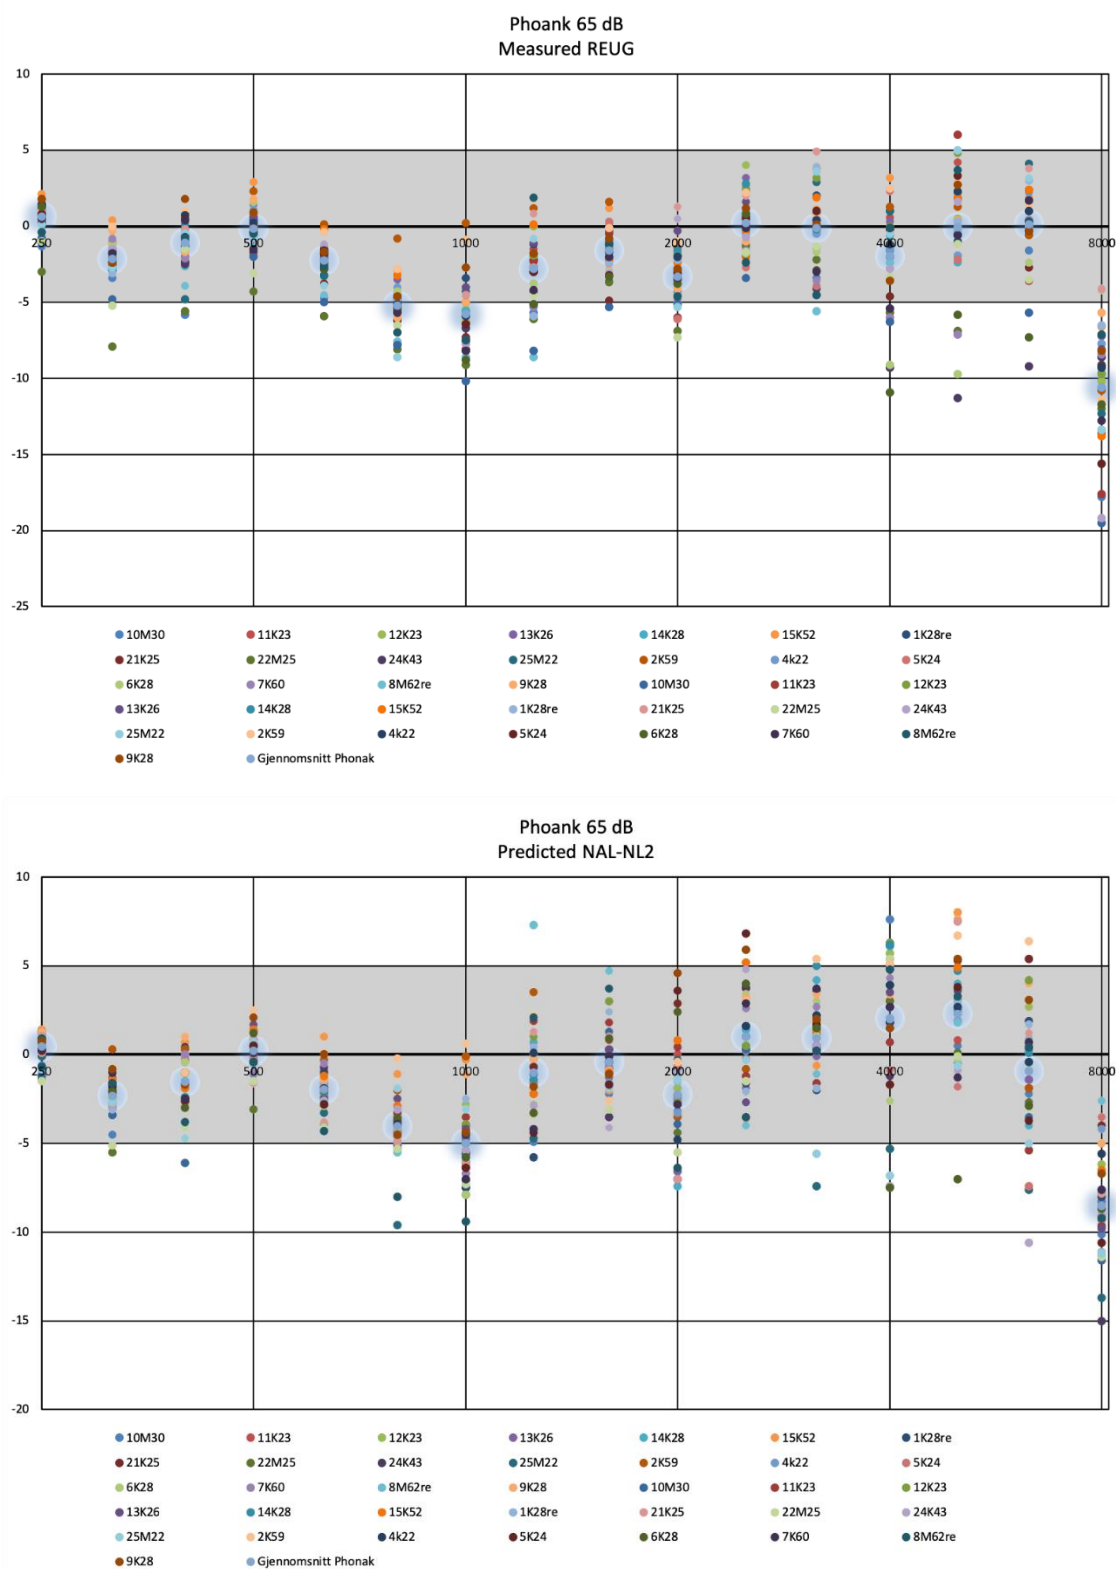 Phoank 65 dB
Measured REUG
10
5
0
250 500 1000 2000 4000 8000
-5
-10
-15
-20
-25
10M30 11K23 12K23 13K26 14K28 15K52 1K28re
21K25 22M25 24K43 25M22 2K59 4k22 5K24
6K28 7K60 8M62re 9K28 10M30 11K23 12K23
13K26 14K28 15K52 1K28re 21K25 22M25 24K43
25M22 2K59 4k22 5K24 6K28 7K60 8M62re
9K28 Gjennomsnitt Phonak
Phoank 65 dB
Predicted NAL-NL2
10
5
0
250 500 1000 2000 4000 8000
-5
-10
-15
-20
10M30 11K23 12K23 13K26 14K28 15K52 1K28re
21K25 22M25 24K43 25M22 2K59 4k22 5K24
6K28 7K60 8M62re 9K28 10M30 11K23 12K23
13K26 14K28 15K52 1K28re 21K25 22M25 24K43
25M22 2K59 4k22 5K24 6K28 7K60 8M62re
9K28 Gjennomsnitt Phonak